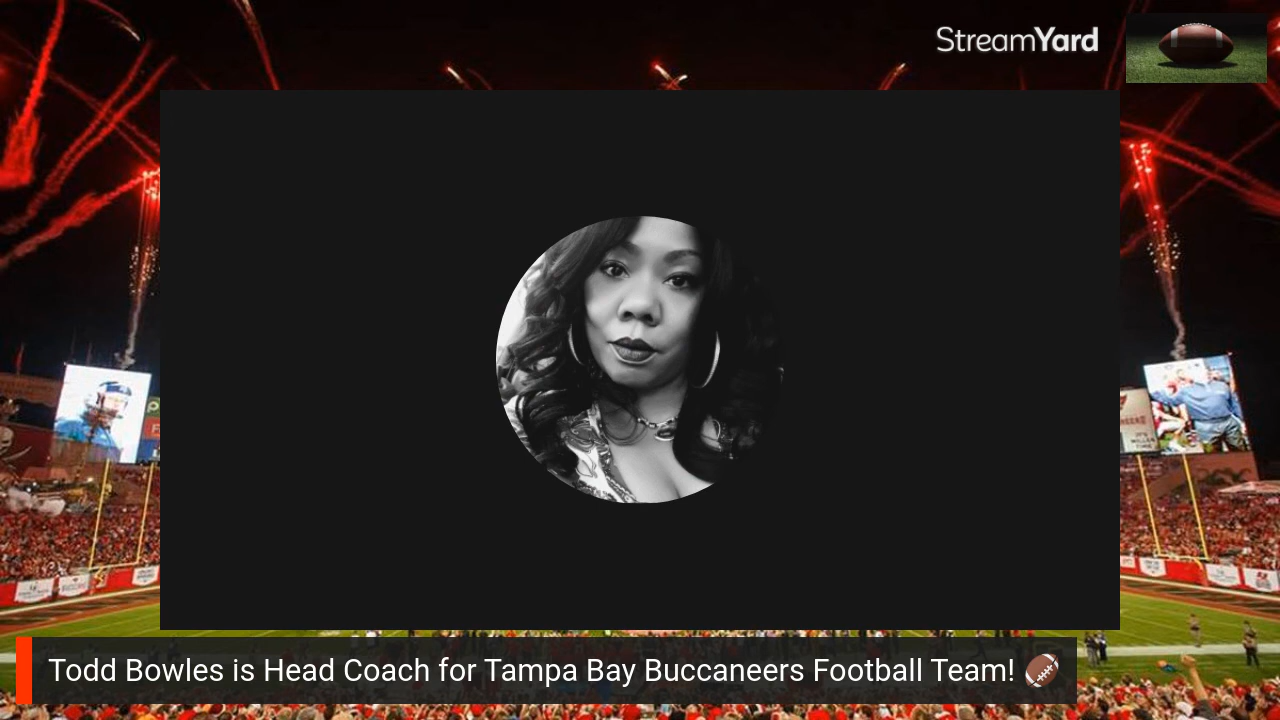 StreamYard
Todd Bowles is Head Coach for Tampa Bay Buccaneers Football Team! 🏈